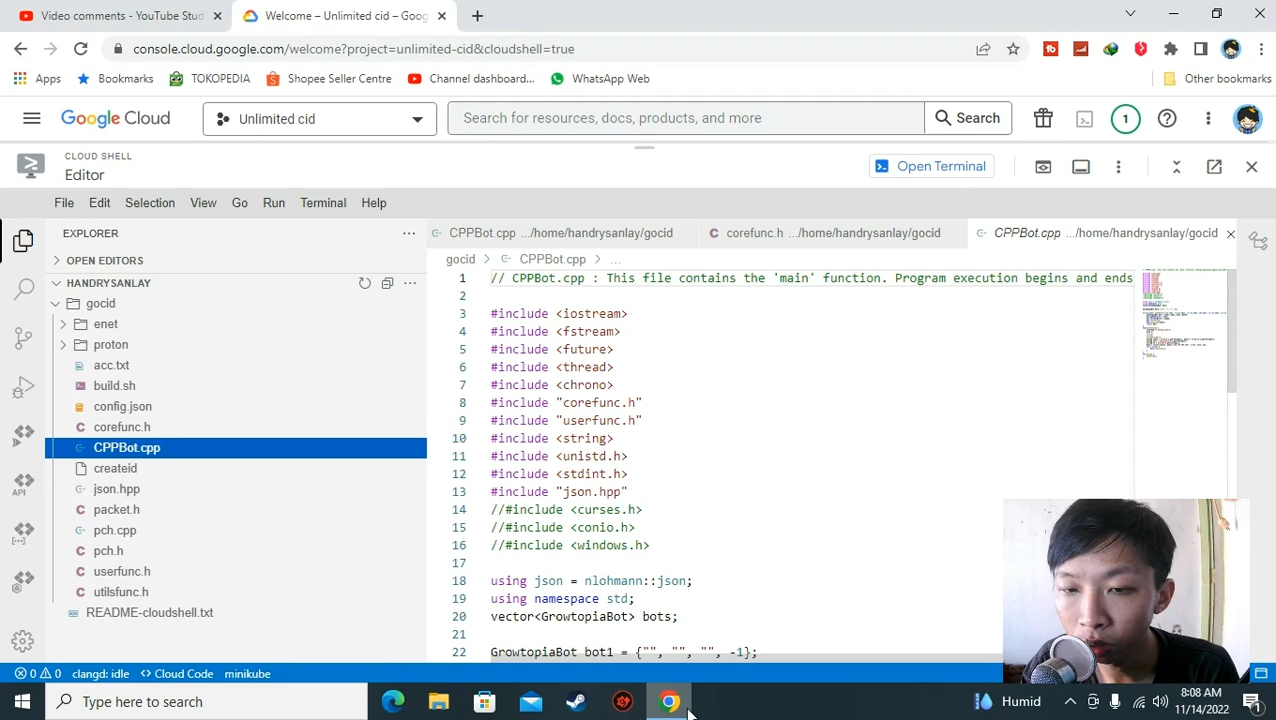 Video comments - YouTube Stud
Welcome – Unlimited cid – Goog
console.cloud.google.com/welcome?project=unlimited-cid&cloudshell=true
Apps
Bookmarks
TOKOPEDIA
Shopee Seller Centre
Channel dashboard...
WhatsApp Web
Other bookmarks
Google Cloud
Unlimited cid
Search for resources, docs, products, and more
Search
1
CLOUD SHELL
Editor
Open Terminal
File Edit Selection View Go Run Terminal Help
EXPLORER
OPEN EDITORS
HANDRYSANLAY
gocid
enet
proton
acc.txt
build.sh
config.json
corefunc.h
CPPBot.cpp
createid
json.hpp
packet.h
pch.cpp
pch.h
userfunc.h
utilsfunc.h
README-cloudshell.txt
API
CPPBot.cpp .../home/handrysanlay/gocid
corefunc.h .../home/handrysanlay/gocid
CPPBot.cpp .../home/handrysanlay/gocid
gocid > CPPBot.cpp > ...
1 // CPPBot.cpp : This file contains the 'main' function. Program execution begins and ends
2
3 #include <iostream>
4 #include <fstream>
5 #include <future>
6 #include <thread>
7 #include <chrono>
8 #include "corefunc.h"
9 #include "userfunc.h"
10 #include <string>
11 #include <unistd.h>
12 #include <stdint.h>
13 #include "json.hpp"
14 //#include <curses.h>
15 //#include <conio.h>
16 //#include <windows.h>
17
18 using json = nlohmann::json;
19 using namespace std;
20 vector<GrowtopiaBot> bots;
21
22 GrowtopiaBot bot1 = {"", "", "", -1};
0 0 clangd: idle Cloud Code minikube
Type here to search
Humid
8:08 AM
11/14/2022
1